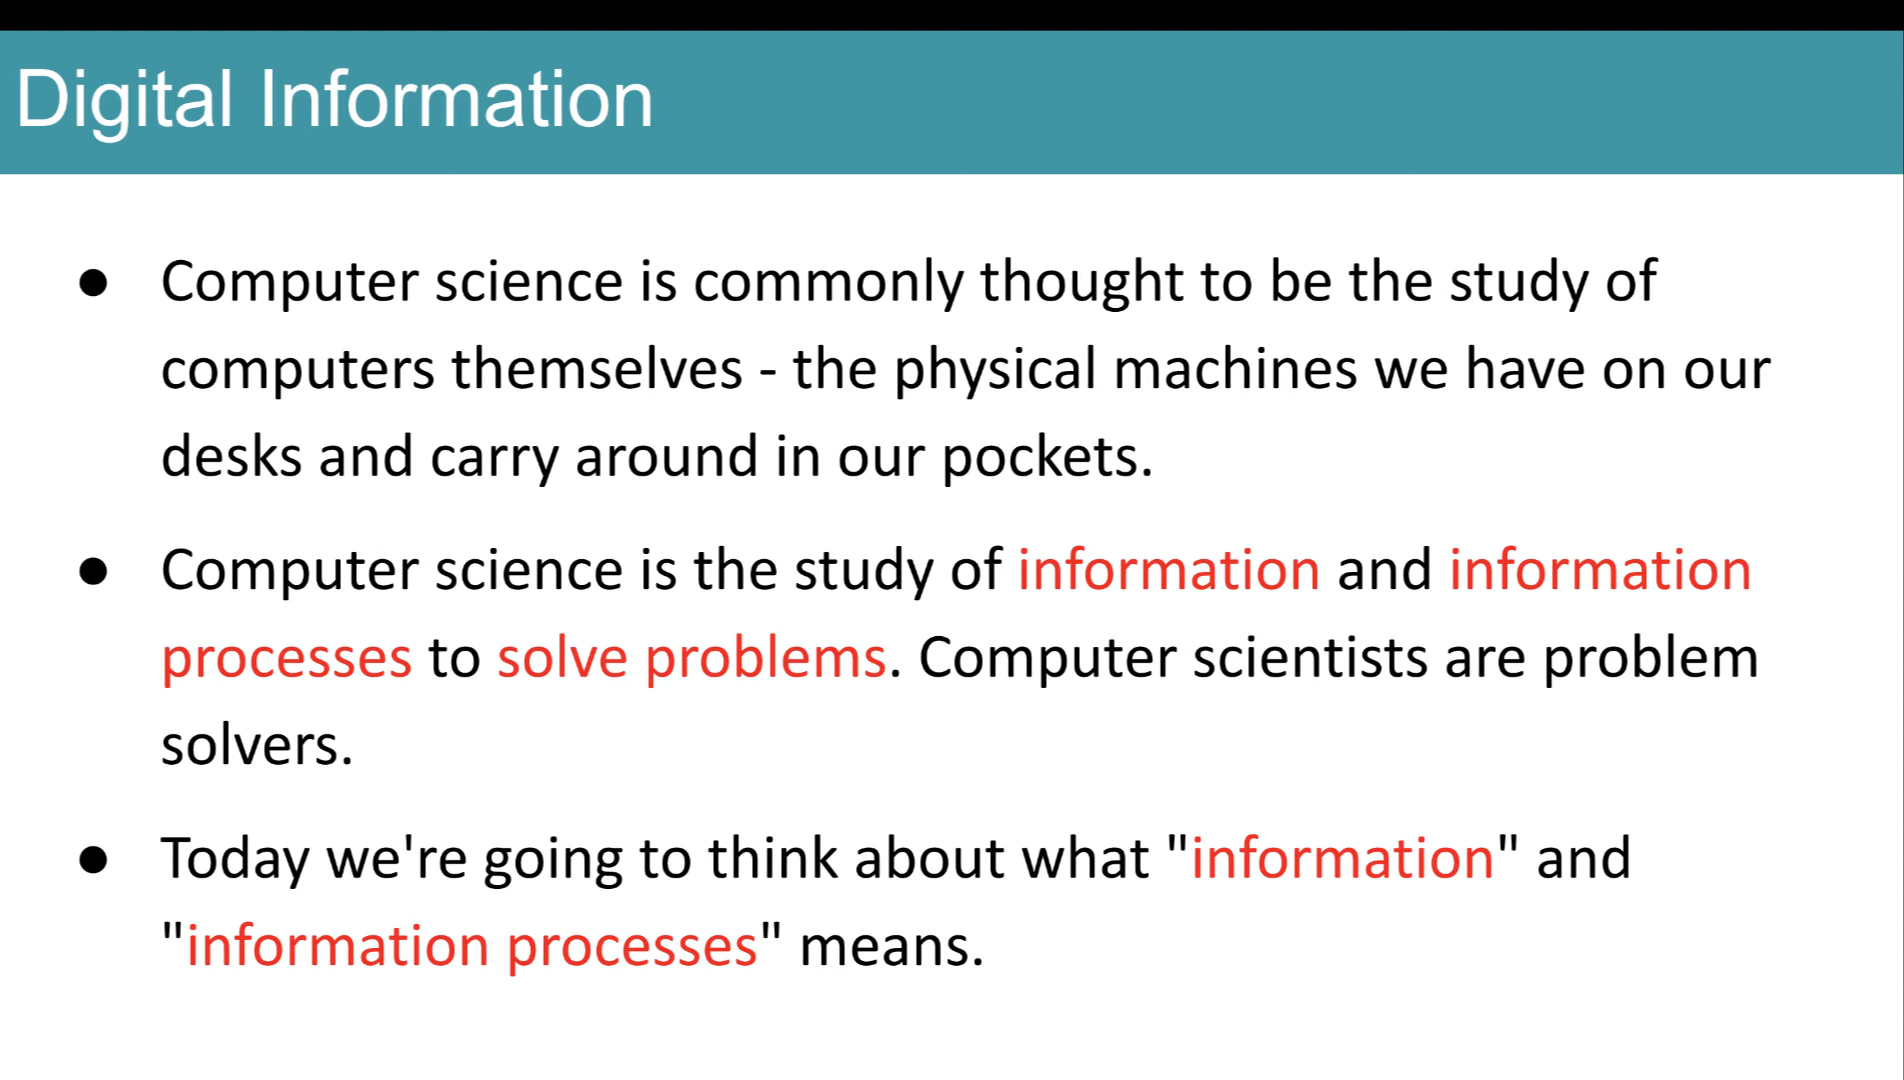 Digital Information
● Computer science is commonly thought to be the study of
computers themselves - the physical machines we have on our
desks and carry around in our pockets.
● Computer science is the study of information and information
processes to solve problems. Computer scientists are problem
solvers.
● Today we're going to think about what "information" and
"information processes" means.